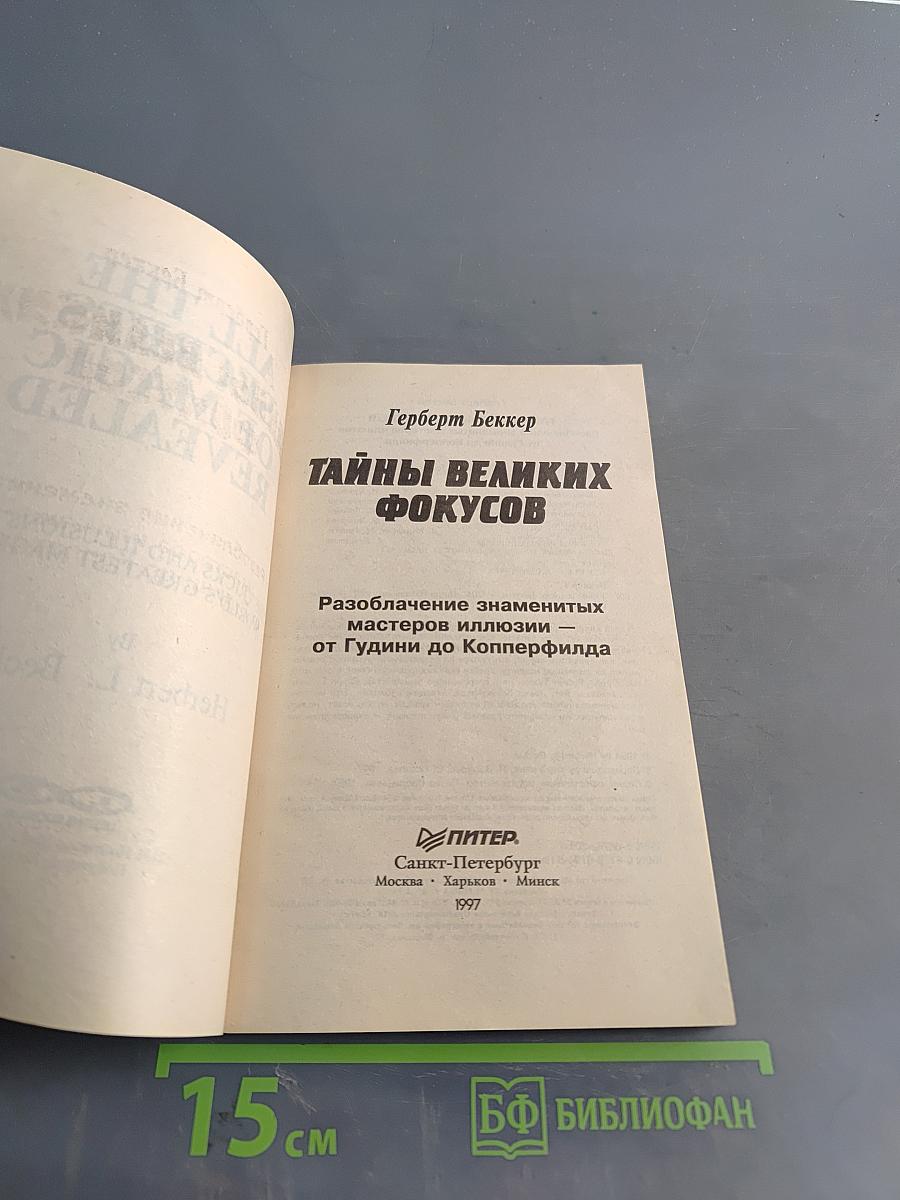 Герберт Беккер
ТАЙНЫ ВЕЛИКИХ
ФОКУСОВ
Разоблачение знаменитых
мастеров иллюзии —
от Гудини до Копперфилда
ПИТЕР®
Санкт-Петербург
Москва · Харьков · Минск
1997
15 см
БФ БИБЛИОФАН